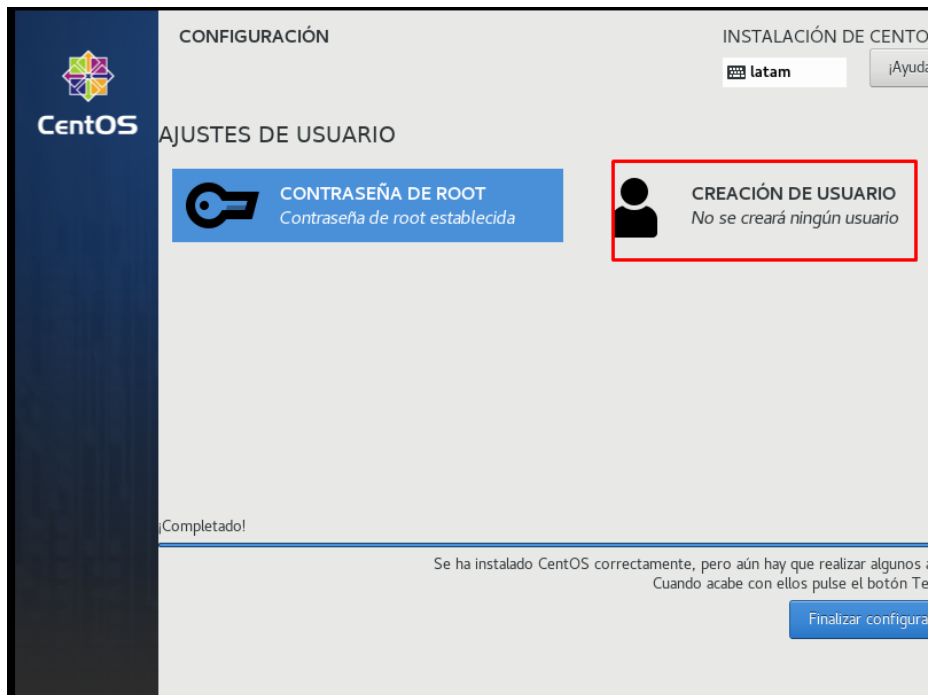 CONFIGURACIÓN
INSTALACIÓN DE CENTO
latam
¡Ayuda
CentOS
AJUSTES DE USUARIO
CONTRASEÑA DE ROOT
Contraseña de root establecida
CREACIÓN DE USUARIO
No se creará ningún usuario
¡Completado!
Se ha instalado CentOS correctamente, pero aún hay que realizar algunos a
Cuando acabe con ellos pulse el botón Te
Finalizar configura